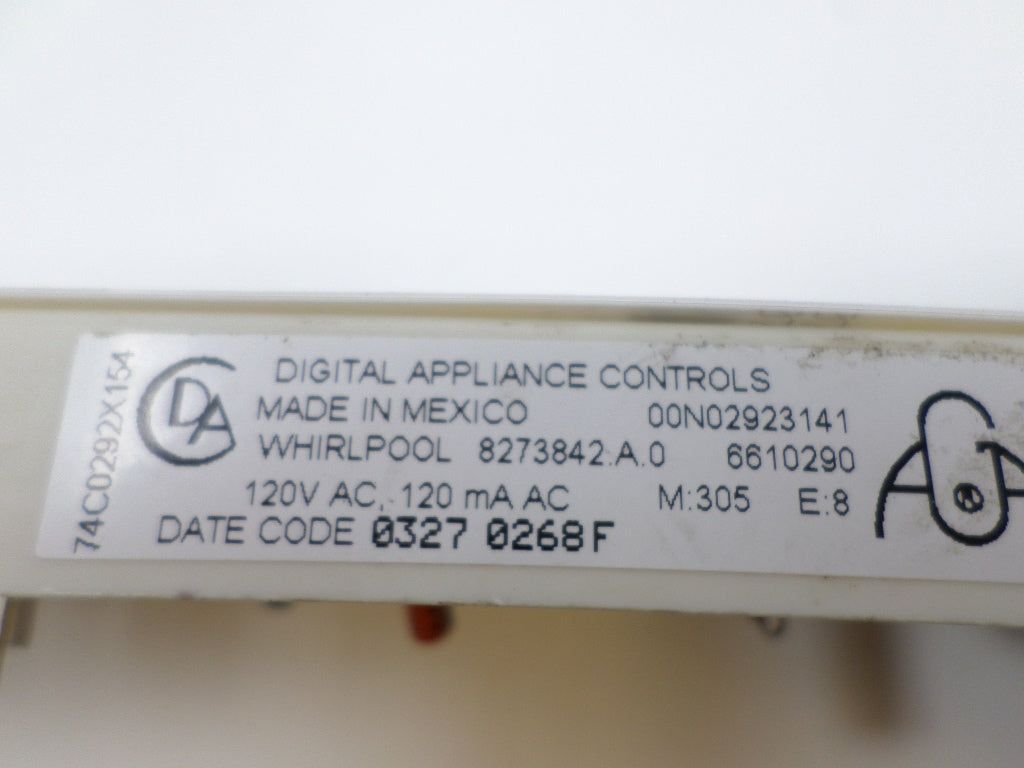 74C0292X154
DA
DIGITAL APPLIANCE CONTROLS
MADE IN MEXICO 00N02923141
WHIRLPOOL 8273842.A.0 6610290
120V AC, 120 mA AC M:305 E:8
DATE CODE 0327 0268F